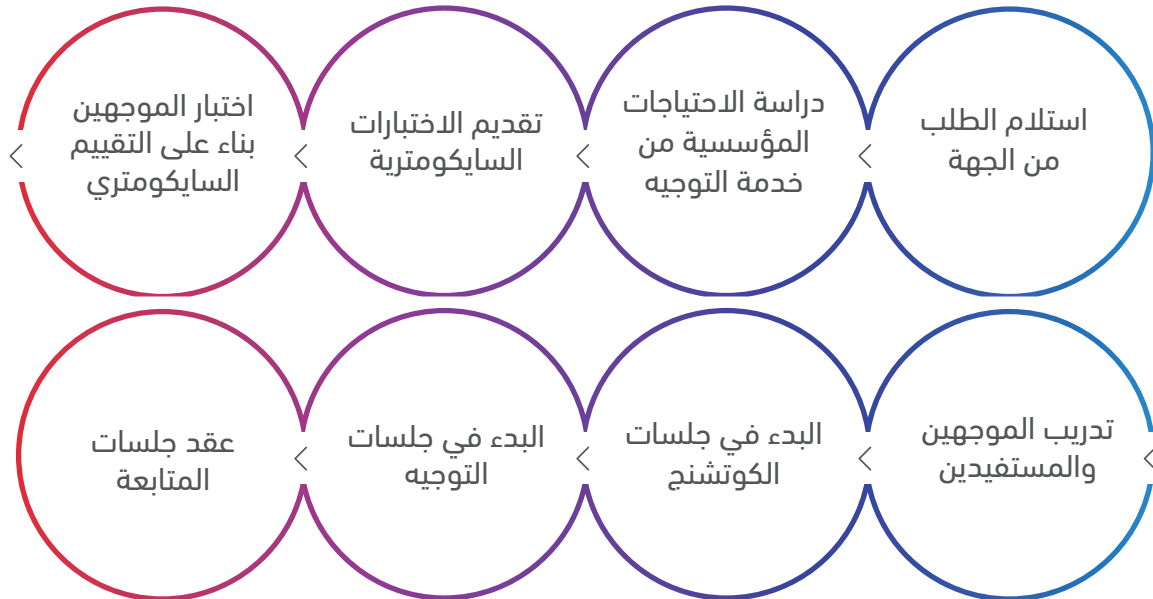 استلام الطلب
من الجهة
دراسة الاحتياجات
المؤسسية من
خدمة التوجيه
تقديم الاختبارات
السايكومترية
اختبار الموجهين
بناء على التقييم
السايكومتري
تدريب الموجهين
والمستفيدين
البدء في جلسات
الكوتشنج
البدء في جلسات
التوجيه
عقد جلسات
المتابعة